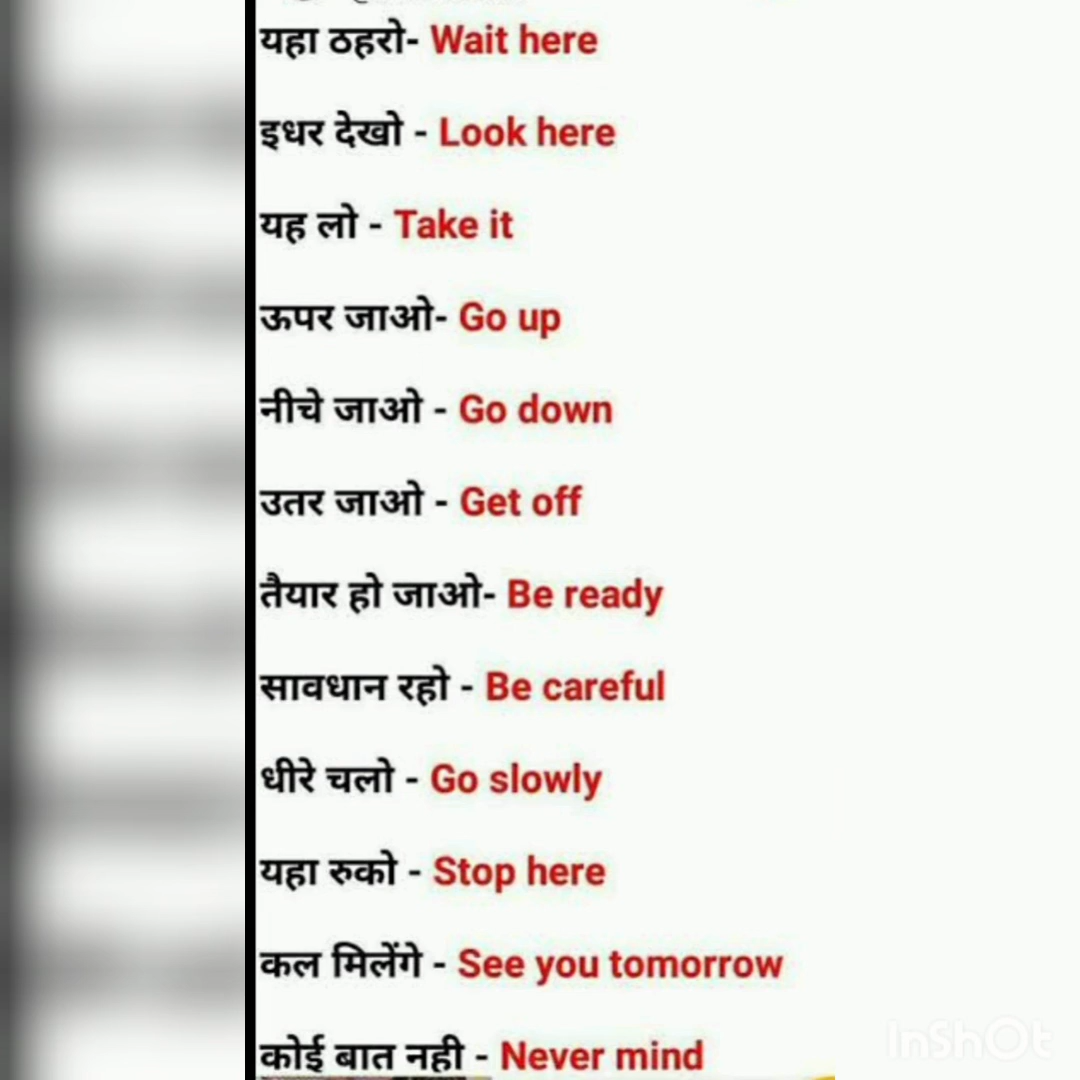 यहा ठहरो- Wait here
इधर देखो - Look here
यह लो - Take it
ऊपर जाओ- Go up
नीचे जाओ - Go down
उतर जाओ - Get off
तैयार हो जाओ- Be ready
सावधान रहो - Be careful
धीरे चलो - Go slowly
यहा रुको - Stop here
कल मिलेंगे - See you tomorrow
कोई बात नही - Never mind
InShOt